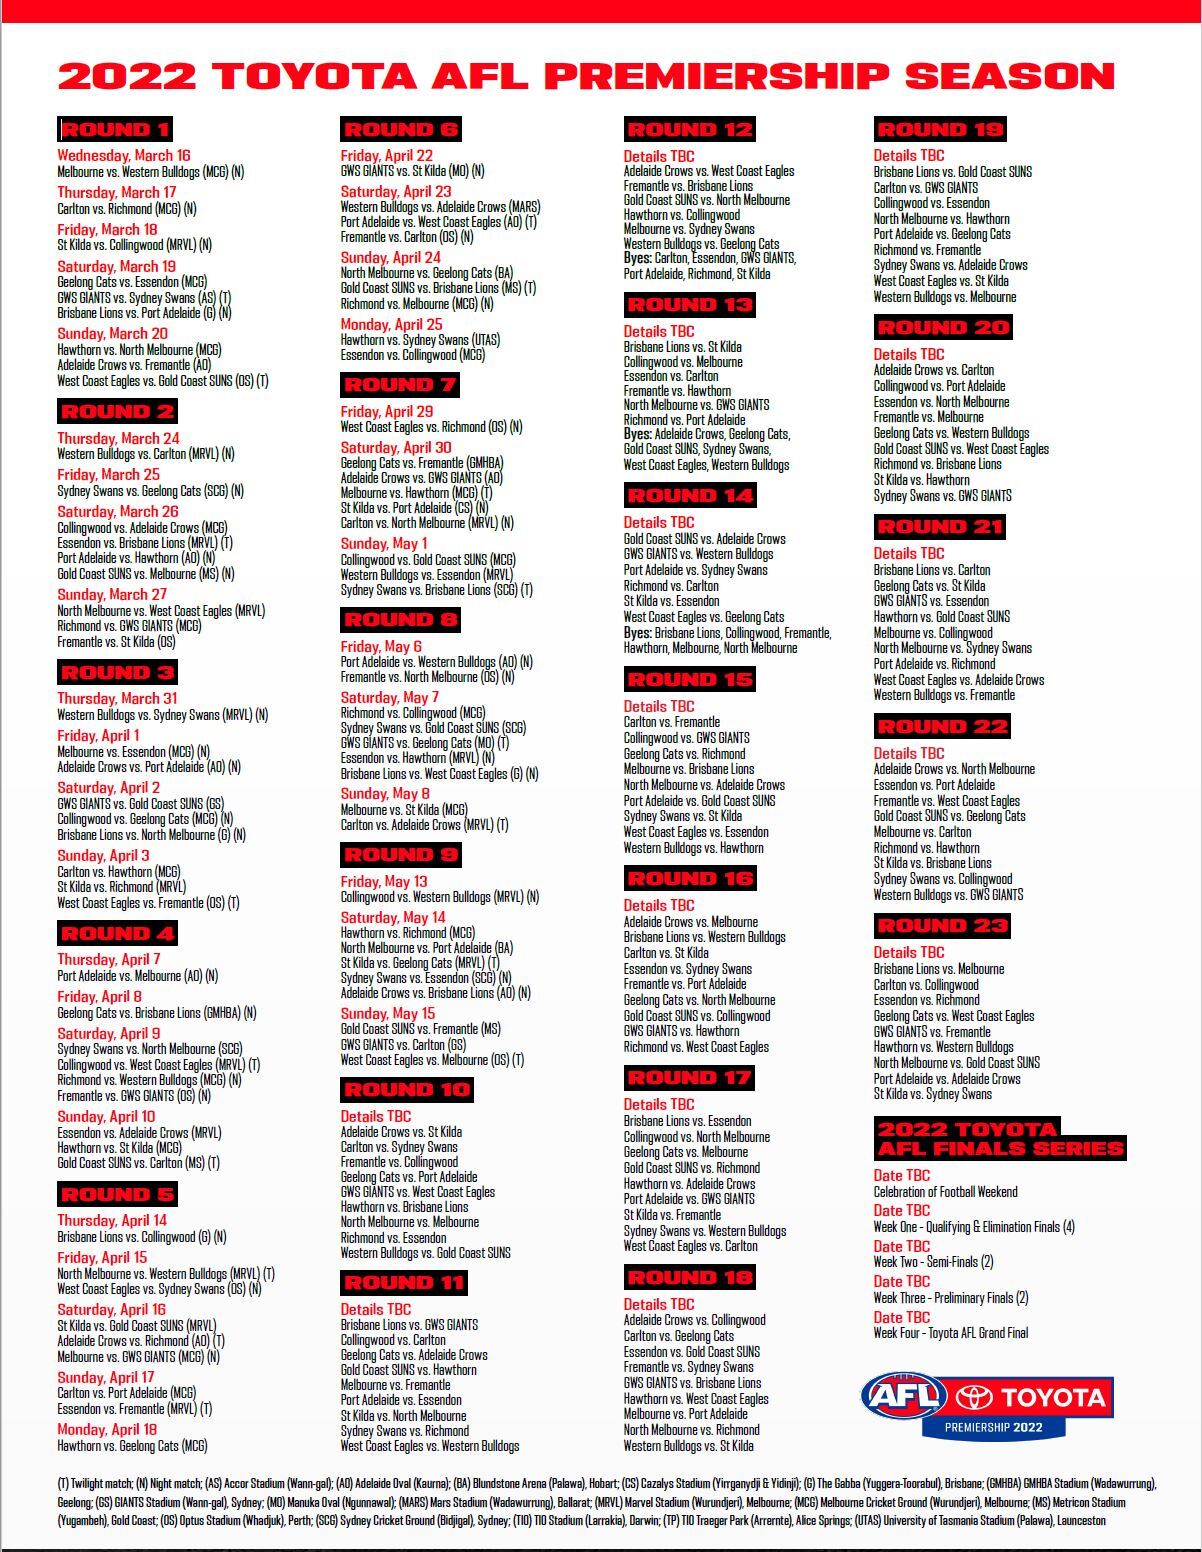 2022 TOYOTA AFL PREMIERSHIP SEASON
ROUND 1
Wednesday, March 16
Melbourne vs. Western Bulldogs (MCG) (N)
Thursday, March 17
Carlton vs. Richmond (MCG) (N)
Friday, March 18
St Kilda vs. Collingwood (MRVL) (N)
Saturday, March 19
Geelong Cats vs. Essendon (MCG)
GWS GIANTS vs. Sydney Swans (AS) (T)
Brisbane Lions vs. Port Adelaide (G) (N)
Sunday, March 20
Hawthorn vs. North Melbourne (MCG)
Adelaide Crows vs. Fremantle (AO)
West Coast Eagles vs. Gold Coast SUNS (OS) (T)
ROUND 2
Thursday, March 24
Western Bulldogs vs. Carlton (MRVL) (N)
Friday, March 25
Sydney Swans vs. Geelong Cats (SCG) (N)
Saturday, March 26
Collingwood vs. Adelaide Crows (MCG)
Essendon vs. Brisbane Lions (MRVL) (T)
Port Adelaide vs. Hawthorn (AO) (N)
Gold Coast SUNS vs. Melbourne (MS) (N)
Sunday, March 27
North Melbourne vs. West Coast Eagles (MRVL)
Richmond vs. GWS GIANTS (MCG)
Fremantle vs. St Kilda (OS)
ROUND 3
Thursday, March 31
Western Bulldogs vs. Sydney Swans (MRVL) (N)
Friday, April 1
Melbourne vs. Essendon (MCG) (N)
Adelaide Crows vs. Port Adelaide (AO) (N)
Saturday, April 2
GWS GIANTS vs. Gold Coast SUNS (GS)
Collingwood vs. Geelong Cats (MCG) (N)
Brisbane Lions vs. North Melbourne (G) (N)
Sunday, April 3
Carlton vs. Hawthorn (MCG)
St Kilda vs. Richmond (MRVL)
West Coast Eagles vs. Fremantle (OS) (T)
ROUND 4
Thursday, April 7
Port Adelaide vs. Melbourne (AO) (N)
Friday, April 8
Geelong Cats vs. Brisbane Lions (GMHBA) (N)
Saturday, April 9
Sydney Swans vs. North Melbourne (SCG)
Collingwood vs. West Coast Eagles (MRVL) (T)
Richmond vs. Western Bulldogs (MCG) (N)
Fremantle vs. GWS GIANTS (OS) (N)
Sunday, April 10
Essendon vs. Adelaide Crows (MRVL)
Hawthorn vs. St Kilda (MCG)
Gold Coast SUNS vs. Carlton (MS) (T)
ROUND 5
Thursday, April 14
Brisbane Lions vs. Collingwood (G) (N)
Friday, April 15
North Melbourne vs. Western Bulldogs (MRVL) (T)
West Coast Eagles vs. Sydney Swans (OS) (N)
Saturday, April 16
St Kilda vs. Gold Coast SUNS (MRVL)
Adelaide Crows vs. Richmond (AO) (T)
Melbourne vs. GWS GIANTS (MCG) (N)
Sunday, April 17
Carlton vs. Port Adelaide (MCG)
Essendon vs. Fremantle (MRVL) (T)
Monday, April 18
Hawthorn vs. Geelong Cats (MCG)
ROUND 6
Friday, April 22
GWS GIANTS vs. St Kilda (MO) (N)
Saturday, April 23
Western Bulldogs vs. Adelaide Crows (MARS)
Port Adelaide vs. West Coast Eagles (AO) (T)
Fremantle vs. Carlton (OS) (N)
Sunday, April 24
North Melbourne vs. Geelong Cats (BA)
Gold Coast SUNS vs. Brisbane Lions (MS) (T)
Richmond vs. Melbourne (MCG) (N)
Monday, April 25
Hawthorn vs. Sydney Swans (UTAS)
Essendon vs. Collingwood (MCG)
ROUND 7
Friday, April 29
West Coast Eagles vs. Richmond (OS) (N)
Saturday, April 30
Geelong Cats vs. Fremantle (GMHBA)
Adelaide Crows vs. GWS GIANTS (AO)
Melbourne vs. Hawthorn (MCG) (T)
St Kilda vs. Port Adelaide (CS) (N)
Carlton vs. North Melbourne (MRVL) (N)
Sunday, May 1
Collingwood vs. Gold Coast SUNS (MCG)
Western Bulldogs vs. Essendon (MRVL)
Sydney Swans vs. Brisbane Lions (SCG) (T)
ROUND 8
Friday, May 6
Port Adelaide vs. Western Bulldogs (AO) (N)
Fremantle vs. North Melbourne (OS) (N)
Saturday, May 7
Richmond vs. Collingwood (MCG)
Sydney Swans vs. Gold Coast SUNS (SCG)
GWS GIANTS vs. Geelong Cats (MO) (T)
Essendon vs. Hawthorn (MRVL) (N)
Brisbane Lions vs. West Coast Eagles (G) (N)
Sunday, May 8
Melbourne vs. St Kilda (MCG)
Carlton vs. Adelaide Crows (MRVL) (T)
ROUND 9
Friday, May 13
Collingwood vs. Western Bulldogs (MRVL) (N)
Saturday, May 14
Hawthorn vs. Richmond (MCG)
North Melbourne vs. Port Adelaide (BA)
St Kilda vs. Geelong Cats (MRVL) (T)
Sydney Swans vs. Essendon (SCG) (N)
Adelaide Crows vs. Brisbane Lions (AO) (N)
Sunday, May 15
Gold Coast SUNS vs. Fremantle (MS)
GWS GIANTS vs. Carlton (GS)
West Coast Eagles vs. Melbourne (OS) (T)
ROUND 10
Details TBC
Adelaide Crows vs. St Kilda
Carlton vs. Sydney Swans
Fremantle vs. Collingwood
Geelong Cats vs. Port Adelaide
GWS GIANTS vs. West Coast Eagles
Hawthorn vs. Brisbane Lions
North Melbourne vs. Melbourne
Richmond vs. Essendon
Western Bulldogs vs. Gold Coast SUNS
ROUND 11
Details TBC
Brisbane Lions vs. GWS GIANTS
Collingwood vs. Carlton
Geelong Cats vs. Adelaide Crows
Gold Coast SUNS vs. Hawthorn
Melbourne vs. Fremantle
Port Adelaide vs. Essendon
St Kilda vs. North Melbourne
Sydney Swans vs. Richmond
West Coast Eagles vs. Western Bulldogs
ROUND 12
Details TBC
Adelaide Crows vs. West Coast Eagles
Fremantle vs. Brisbane Lions
Gold Coast SUNS vs. North Melbourne
Hawthorn vs. Collingwood
Melbourne vs. Sydney Swans
Western Bulldogs vs. Geelong Cats
Byes: Carlton, Essendon, GWS GIANTS,
Port Adelaide, Richmond, St Kilda
ROUND 13
Details TBC
Brisbane Lions vs. St Kilda
Collingwood vs. Melbourne
Essendon vs. Carlton
Fremantle vs. Hawthorn
North Melbourne vs. GWS GIANTS
Richmond vs. Port Adelaide
Byes: Adelaide Crows, Geelong Cats,
Gold Coast SUNS, Sydney Swans,
West Coast Eagles, Western Bulldogs
ROUND 14
Details TBC
Gold Coast SUNS vs. Adelaide Crows
GWS GIANTS vs. Western Bulldogs
Port Adelaide vs. Sydney Swans
Richmond vs. Carlton
St Kilda vs. Essendon
West Coast Eagles vs. Geelong Cats
Byes: Brisbane Lions, Collingwood, Fremantle,
Hawthorn, Melbourne, North Melbourne
ROUND 15
Details TBC
Carlton vs. Fremantle
Collingwood vs. GWS GIANTS
Geelong Cats vs. Richmond
Melbourne vs. Brisbane Lions
North Melbourne vs. Adelaide Crows
Port Adelaide vs. Gold Coast SUNS
Sydney Swans vs. St Kilda
West Coast Eagles vs. Essendon
Western Bulldogs vs. Hawthorn
ROUND 16
Details TBC
Adelaide Crows vs. Melbourne
Brisbane Lions vs. Western Bulldogs
Carlton vs. St Kilda
Essendon vs. Sydney Swans
Fremantle vs. Port Adelaide
Geelong Cats vs. North Melbourne
Gold Coast SUNS vs. Collingwood
GWS GIANTS vs. Hawthorn
Richmond vs. West Coast Eagles
ROUND 17
Details TBC
Brisbane Lions vs. Essendon
Collingwood vs. North Melbourne
Geelong Cats vs. Melbourne
Gold Coast SUNS vs. Richmond
Hawthorn vs. Adelaide Crows
Port Adelaide vs. GWS GIANTS
St Kilda vs. Fremantle
Sydney Swans vs. Western Bulldogs
West Coast Eagles vs. Carlton
ROUND 18
Details TBC
Adelaide Crows vs. Collingwood
Carlton vs. Geelong Cats
Essendon vs. Gold Coast SUNS
Fremantle vs. Sydney Swans
GWS GIANTS vs. Brisbane Lions
Hawthorn vs. West Coast Eagles
Melbourne vs. Port Adelaide
North Melbourne vs. Richmond
Western Bulldogs vs. St Kilda
ROUND 19
Details TBC
Brisbane Lions vs. Gold Coast SUNS
Carlton vs. GWS GIANTS
Collingwood vs. Essendon
North Melbourne vs. Hawthorn
Port Adelaide vs. Geelong Cats
Richmond vs. Fremantle
Sydney Swans vs. Adelaide Crows
West Coast Eagles vs. St Kilda
Western Bulldogs vs. Melbourne
ROUND 20
Details TBC
Adelaide Crows vs. Carlton
Collingwood vs. Port Adelaide
Essendon vs. North Melbourne
Fremantle vs. Melbourne
Geelong Cats vs. Western Bulldogs
Gold Coast SUNS vs. West Coast Eagles
Richmond vs. Brisbane Lions
St Kilda vs. Hawthorn
Sydney Swans vs. GWS GIANTS
ROUND 21
Details TBC
Brisbane Lions vs. Carlton
Geelong Cats vs. St Kilda
GWS GIANTS vs. Essendon
Hawthorn vs. Gold Coast SUNS
Melbourne vs. Collingwood
North Melbourne vs. Sydney Swans
Port Adelaide vs. Richmond
West Coast Eagles vs. Adelaide Crows
Western Bulldogs vs. Fremantle
ROUND 22
Details TBC
Adelaide Crows vs. North Melbourne
Essendon vs. Port Adelaide
Fremantle vs. West Coast Eagles
Gold Coast SUNS vs. Geelong Cats
Melbourne vs. Carlton
Richmond vs. Hawthorn
St Kilda vs. Brisbane Lions
Sydney Swans vs. Collingwood
Western Bulldogs vs. GWS GIANTS
ROUND 23
Details TBC
Brisbane Lions vs. Melbourne
Carlton vs. Collingwood
Essendon vs. Richmond
Geelong Cats vs. West Coast Eagles
GWS GIANTS vs. Fremantle
Hawthorn vs. Western Bulldogs
North Melbourne vs. Gold Coast SUNS
Port Adelaide vs. Adelaide Crows
St Kilda vs. Sydney Swans
2022 TOYOTA
AFL FINALS SERIES
Date TBC
Celebration of Football Weekend
Date TBC
Week One - Qualifying & Elimination Finals (4)
Date TBC
Week Two - Semi-Finals (2)
Date TBC
Week Three - Preliminary Finals (2)
Date TBC
Week Four - Toyota AFL Grand Final
AFL TOYOTA
PREMIERSHIP 2022
(T) Twilight match; (N) Night match; (AS) Accor Stadium (Wann-gal); (AO) Adelaide Oval (Kaurna); (BA) Blundstone Arena (Palawa), Hobart; (CS) Cazalys Stadium (Yirrganydji & Yidinji); (G) The Gabba (Yuggera-Toorabul), Brisbane; (GMHBA) GMHBA Stadium (Wadawurrung),
Geelong; (GS) GIANTS Stadium (Wann-gal), Sydney; (MO) Manuka Oval (Ngunnawal); (MARS) Mars Stadium (Wadawurrung), Ballarat; (MRVL) Marvel Stadium (Wurundjeri), Melbourne; (MCG) Melbourne Cricket Ground (Wurundjeri), Melbourne; (MS) Metricon Stadium
(Yugambeh), Gold Coast; (OS) Optus Stadium (Whadjuk), Perth; (SCG) Sydney Cricket Ground (Bidjigal), Sydney; (TIO) TIO Stadium (Larrakia), Darwin; (TP) TIO Traeger Park (Arrernte), Alice Springs; (UTAS) University of Tasmania Stadium (Palawa), Launceston